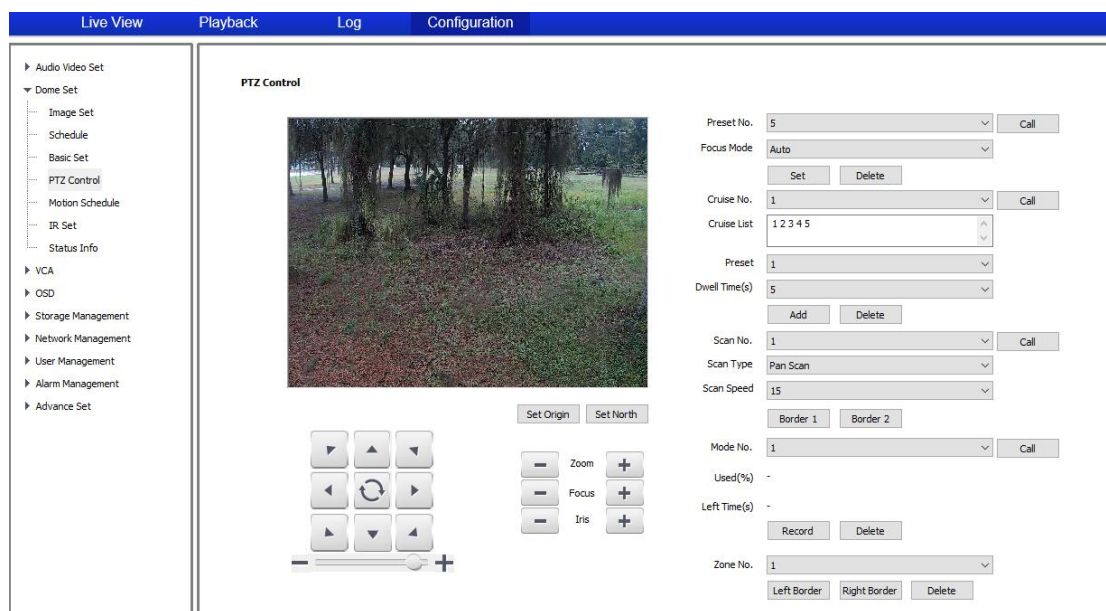 Live View Playback Log Configuration
Audio Video Set
Dome Set
Image Set
Schedule
Basic Set
PTZ Control
Motion Schedule
IR Set
Status Info
VCA
OSD
Storage Management
Network Management
User Management
Alarm Management
Advance Set
PTZ Control
Set Origin Set North
Zoom
Focus
Iris
Preset No. 5 Call
Focus Mode Auto
Set Delete
Cruise No. 1 Call
Cruise List 1 2 3 4 5
Preset 1
Dwell Time(s) 5
Add Delete
Scan No. 1 Call
Scan Type Pan Scan
Scan Speed 15
Border 1 Border 2
Mode No. 1 Call
Used(%) -
Left Time(s) -
Record Delete
Zone No. 1
Left Border Right Border Delete